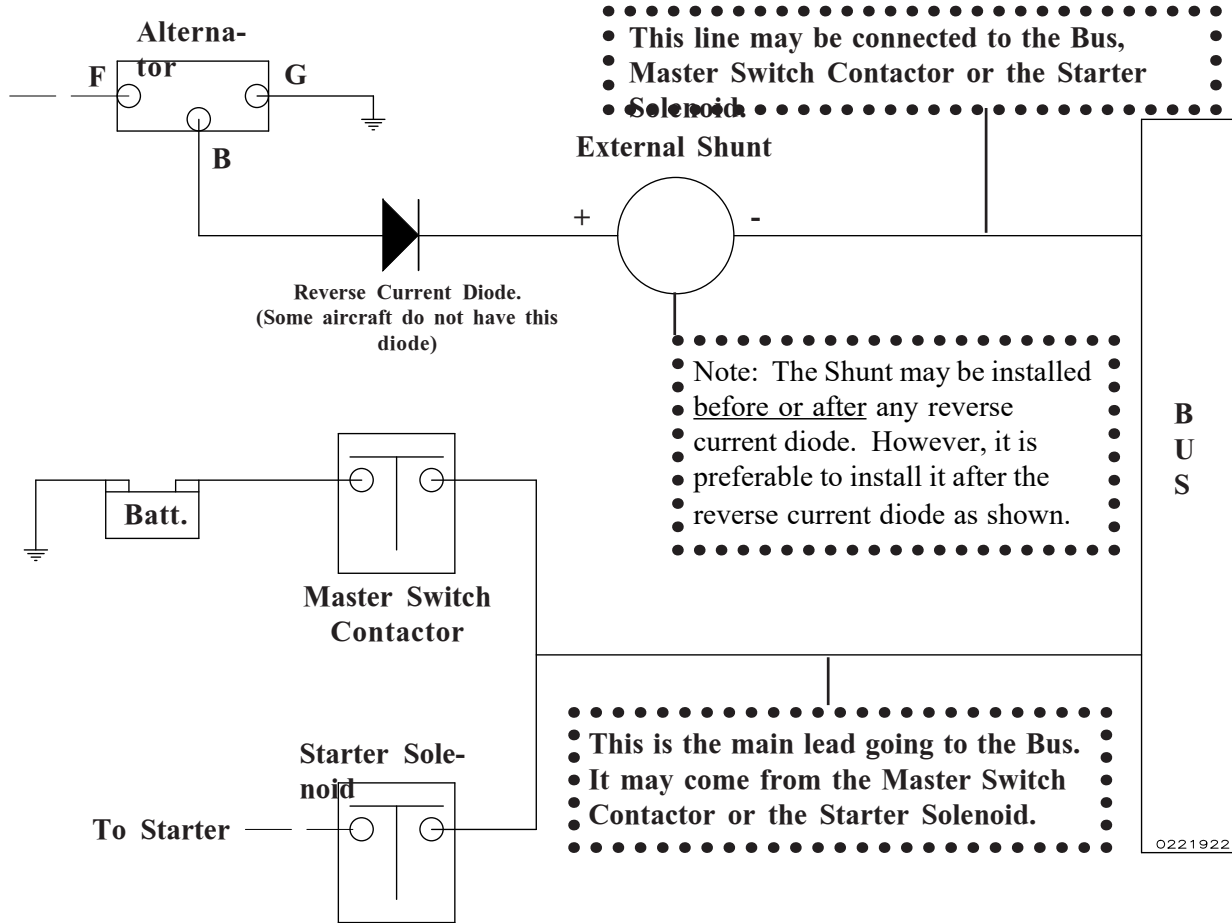 Alterna-
tor
F
G
B
This line may be connected to the Bus,
Master Switch Contactor or the Starter
Solenoid.
External Shunt
+
-
Reverse Current Diode.
(Some aircraft do not have this
diode)
Note: The Shunt may be installed
before or after any reverse
current diode. However, it is
preferable to install it after the
reverse current diode as shown.
B
U
S
Batt.
Master Switch
Contactor
Starter Sole-
noid
To Starter
This is the main lead going to the Bus.
It may come from the Master Switch
Contactor or the Starter Solenoid.
0221922